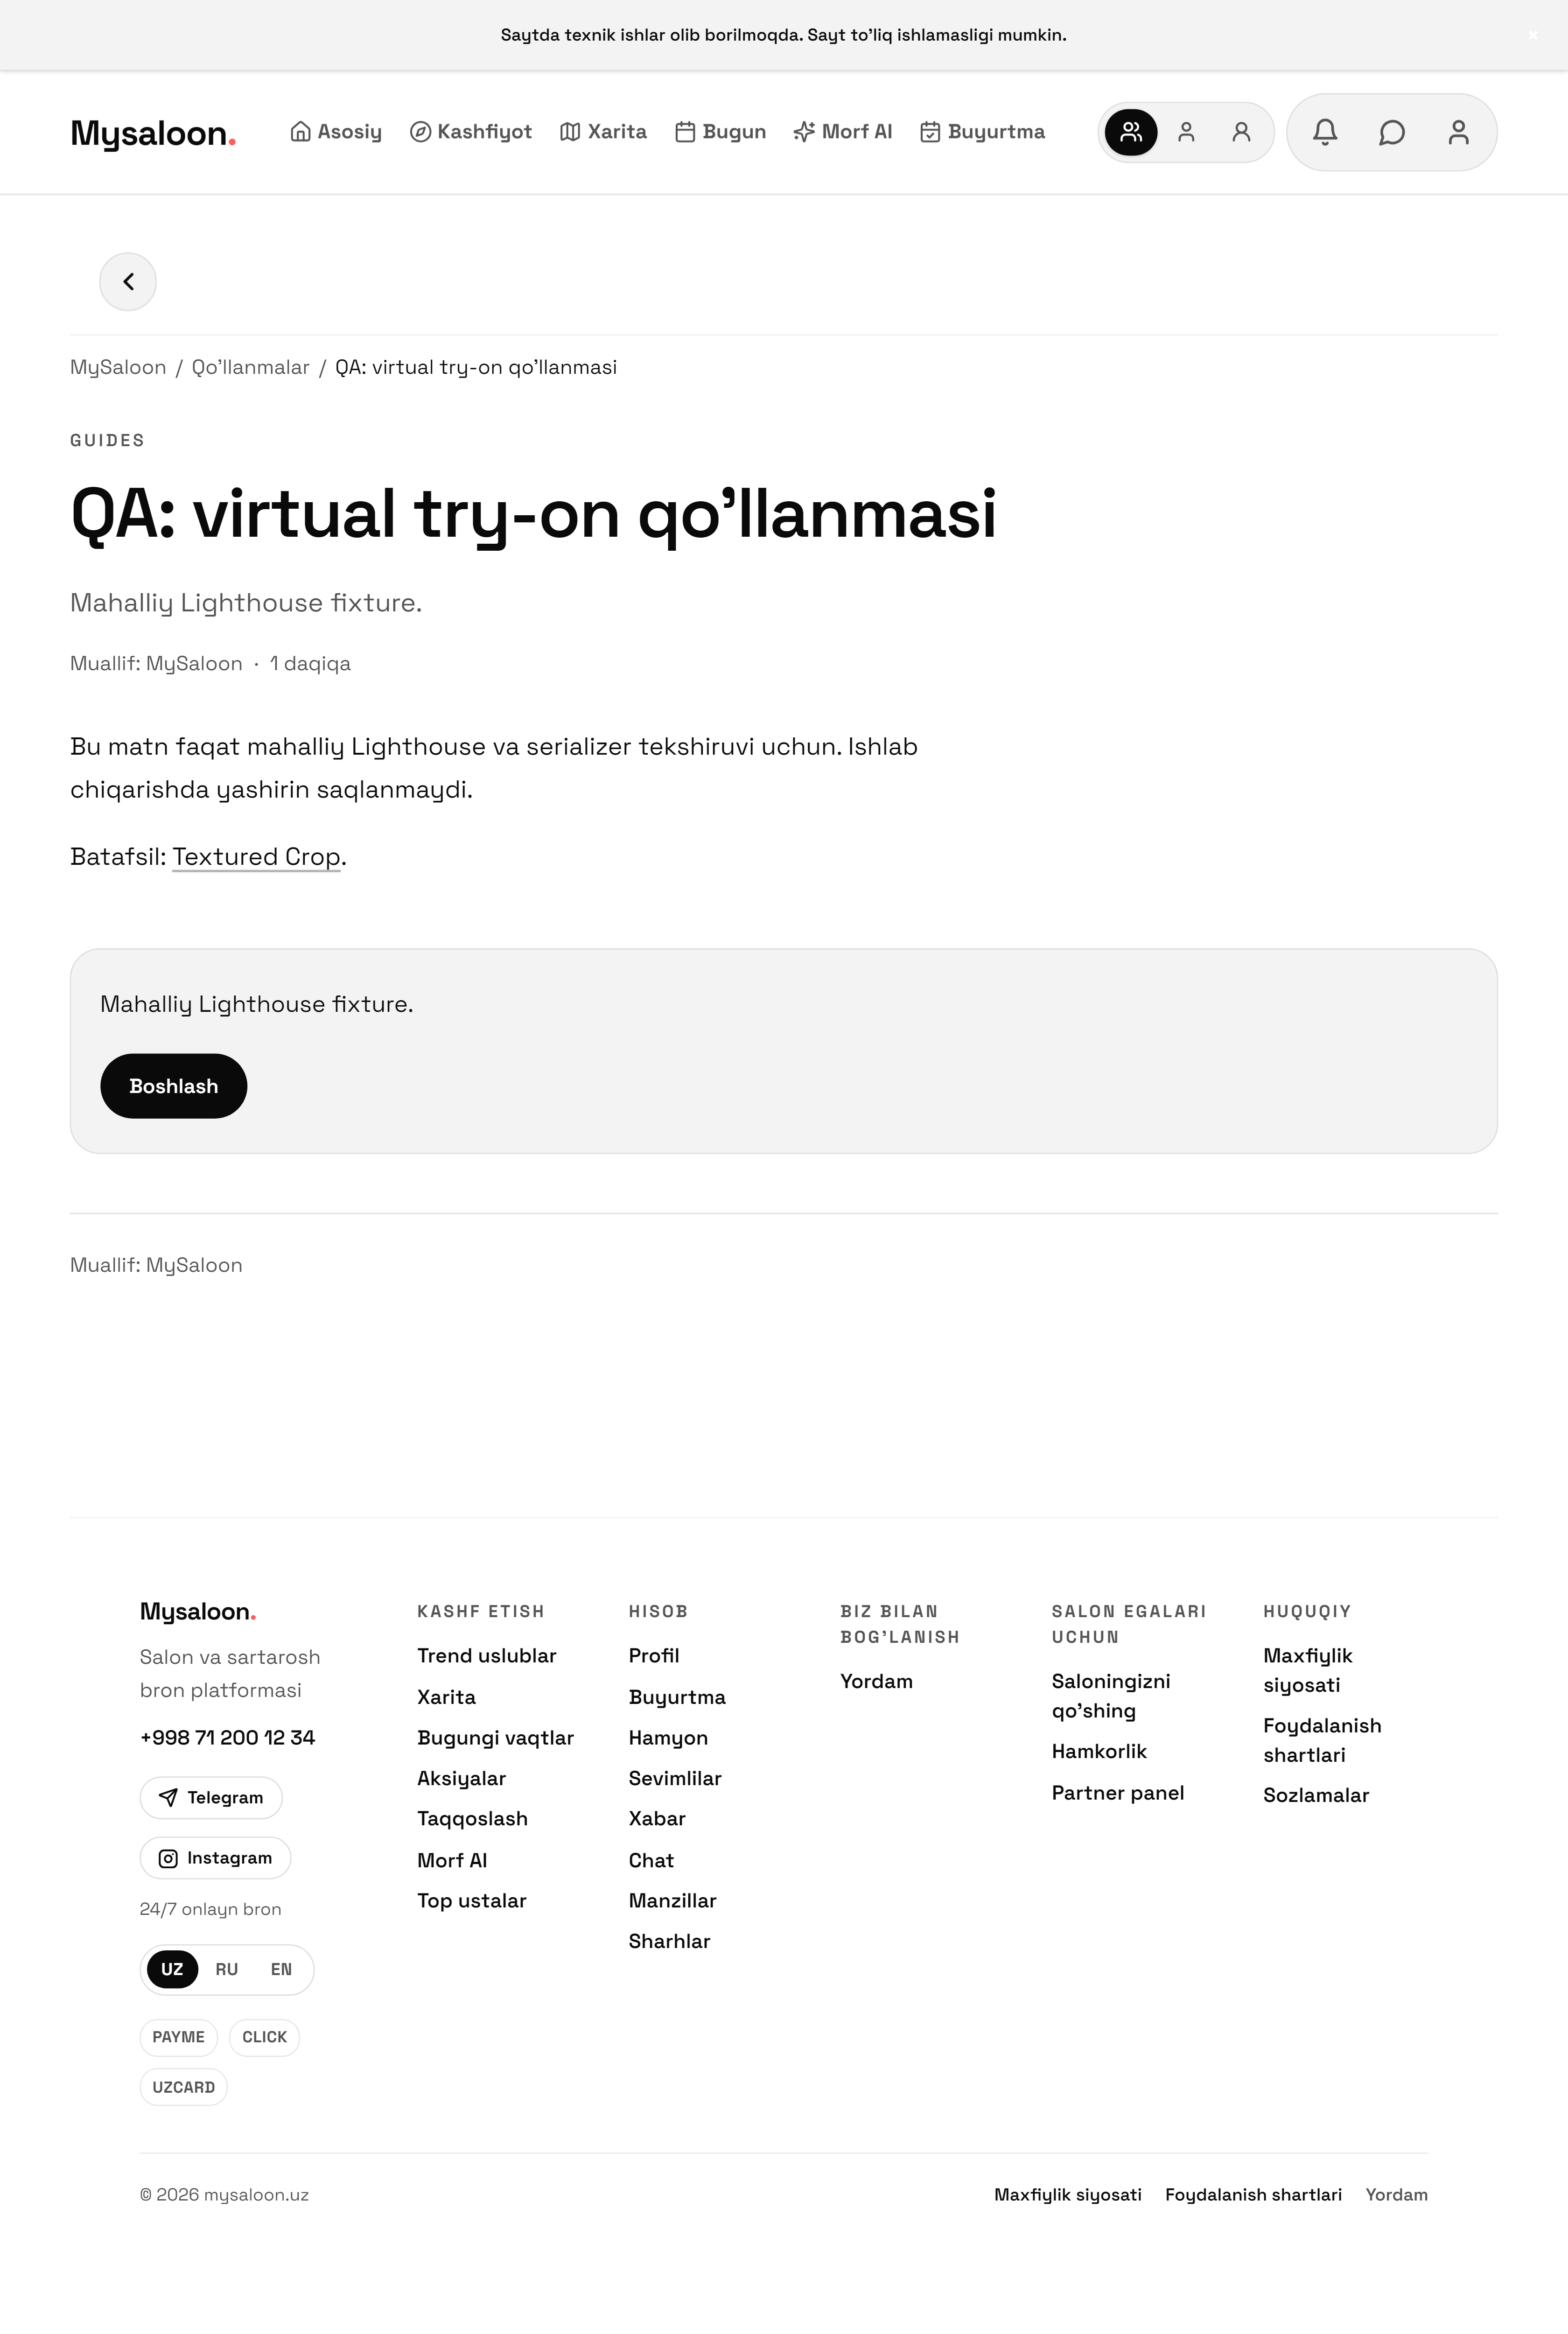 Saytda texnik ishlar olib borilmoqda. Sayt to'liq ishlamasligi mumkin.
×
Mysaloon.
Asosiy
Kashfiyot
Xarita
Bugun
Morf AI
Buyurtma
MySaloon / Qo'llanmalar / QA: virtual try-on qo'llanmasi
GUIDES
QA: virtual try-on qo'llanmasi
Mahalliy Lighthouse fixture.
Muallif: MySaloon · 1 daqiqa
Bu matn faqat mahalliy Lighthouse va serializer tekshiruvi uchun. Ishlab
chiqarishda yashirin saqlanmaydi.
Batafsil: Textured Crop.
Mahalliy Lighthouse fixture.
Boshlash
Muallif: MySaloon
Mysaloon.
Salon va sartarosh
bron platformasi
+998 71 200 12 34
Telegram
Instagram
24/7 onlayn bron
UZ RU EN
PAYME CLICK
UZCARD
KASHF ETISH
Trend uslublar
Xarita
Bugungi vaqtlar
Aksiyalar
Taqqoslash
Morf AI
Top ustalar
HISOB
Profil
Buyurtma
Hamyon
Sevimlilar
Xabar
Chat
Manzillar
Sharhlar
BIZ BILAN
BOG'LANISH
Yordam
SALON EGALARI
UCHUN
Saloningizni
qo'shing
Hamkorlik
Partner panel
HUQUQIY
Maxfiylik
siyosati
Foydalanish
shartlari
Sozlamalar
© 2026 mysaloon.uz
Maxfiylik siyosati Foydalanish shartlari Yordam